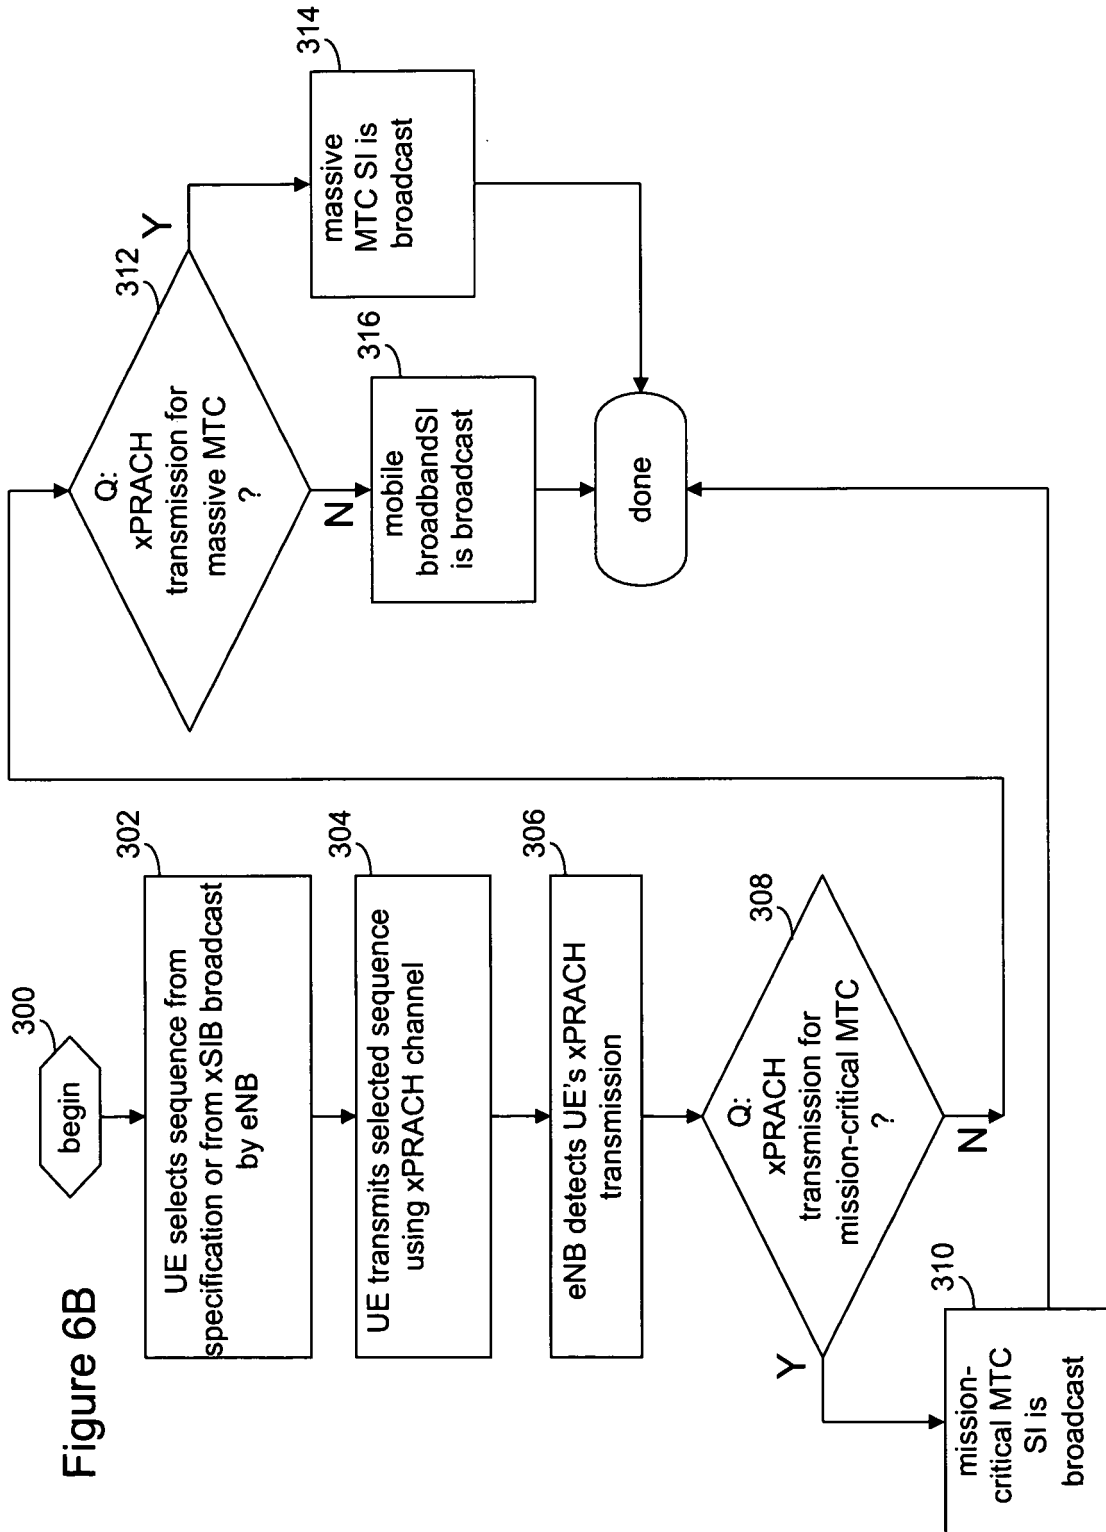 Figure 6B
300
begin
302
UE selects sequence from
specification or from xSIB broadcast
by eNB
304
UE transmits selected sequence
using xPRACH channel
306
eNB detects UE's xPRACH
transmission
308
Q:
xPRACH
transmission for
mission-critical MTC
?
Y
N
310
mission-
critical MTC
SI is
broadcast
312
Q:
xPRACH
transmission for
massive MTC
?
Y
N
314
massive
MTC SI is
broadcast
316
mobile
broadbandSI
is broadcast
done